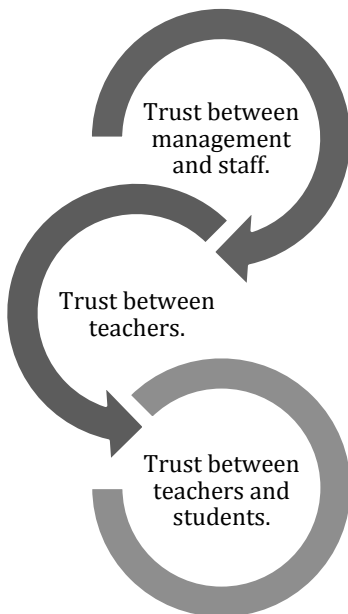 Trust between
management
and staff.
Trust between
teachers.
Trust between
teachers and
students.